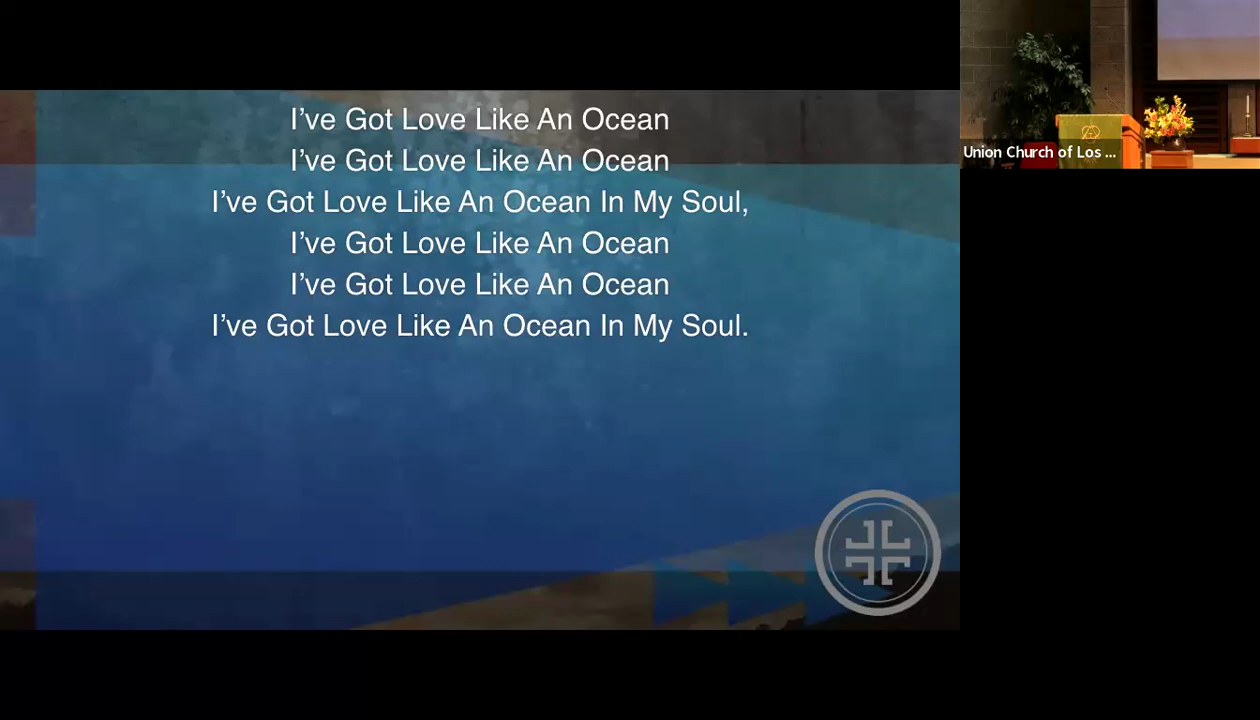 I’ve Got Love Like An Ocean
I’ve Got Love Like An Ocean
I’ve Got Love Like An Ocean In My Soul,
I’ve Got Love Like An Ocean
I’ve Got Love Like An Ocean
I’ve Got Love Like An Ocean In My Soul.
Union Church of Los ...